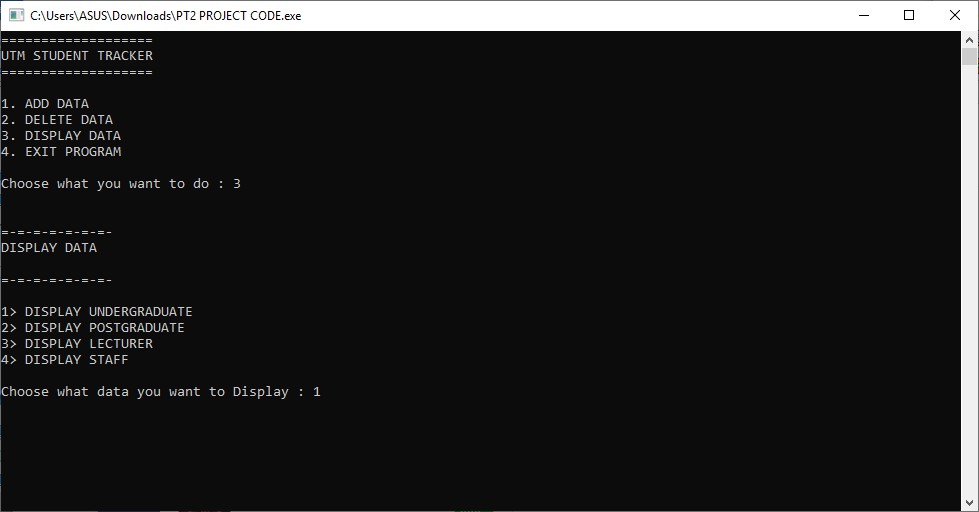 C:\Users\ASUS\Downloads\PT2 PROJECT CODE.exe
===================
UTM STUDENT TRACKER
===================
1. ADD DATA
2. DELETE DATA
3. DISPLAY DATA
4. EXIT PROGRAM
Choose what you want to do : 3
=-=-=-=-=-=-=-
DISPLAY DATA
=-=-=-=-=-=-=-
1> DISPLAY UNDERGRADUATE
2> DISPLAY POSTGRADUATE
3> DISPLAY LECTURER
4> DISPLAY STAFF
Choose what data you want to Display : 1